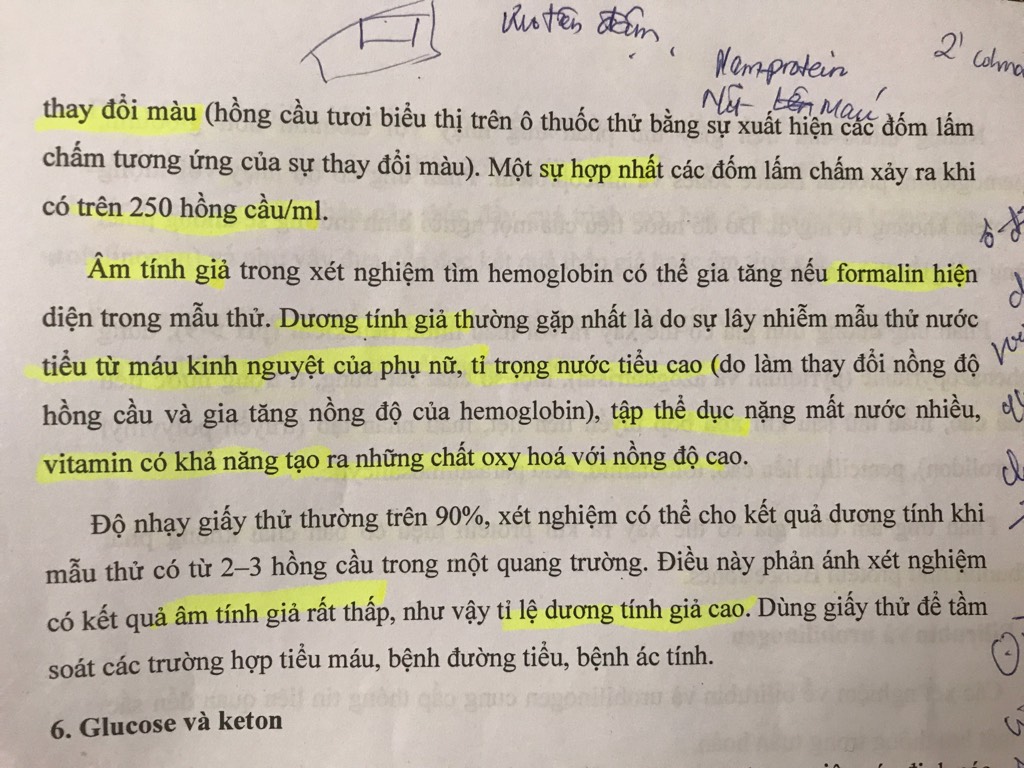 2'
Nam protein
Nữ máu
thay đổi màu (hồng cầu tươi biểu thị trên ô thuốc thử bằng sự xuất hiện các đốm lấm
chấm tương ứng của sự thay đổi màu). Một sự hợp nhất các đốm lấm chấm xảy ra khi
có trên 250 hồng cầu/ml.
Âm tính giả trong xét nghiệm tìm hemoglobin có thể gia tăng nếu formalin hiện
diện trong mẫu thử. Dương tính giả thường gặp nhất là do sự lây nhiễm mẫu thử nước
tiểu từ máu kinh nguyệt của phụ nữ, tỉ trọng nước tiểu cao (do làm thay đổi nồng độ
hồng cầu và gia tăng nồng độ của hemoglobin), tập thể dục nặng mất nước nhiều,
vitamin có khả năng tạo ra những chất oxy hoá với nồng độ cao.
Độ nhạy giấy thử thường trên 90%, xét nghiệm có thể cho kết quả dương tính khi
mẫu thử có từ 2–3 hồng cầu trong một quang trường. Điều này phản ánh xét nghiệm
có kết quả âm tính giả rất thấp, như vậy tỉ lệ dương tính giả cao. Dùng giấy thử để tầm
soát các trường hợp tiểu máu, bệnh đường tiểu, bệnh ác tính.
6. Glucose và keton